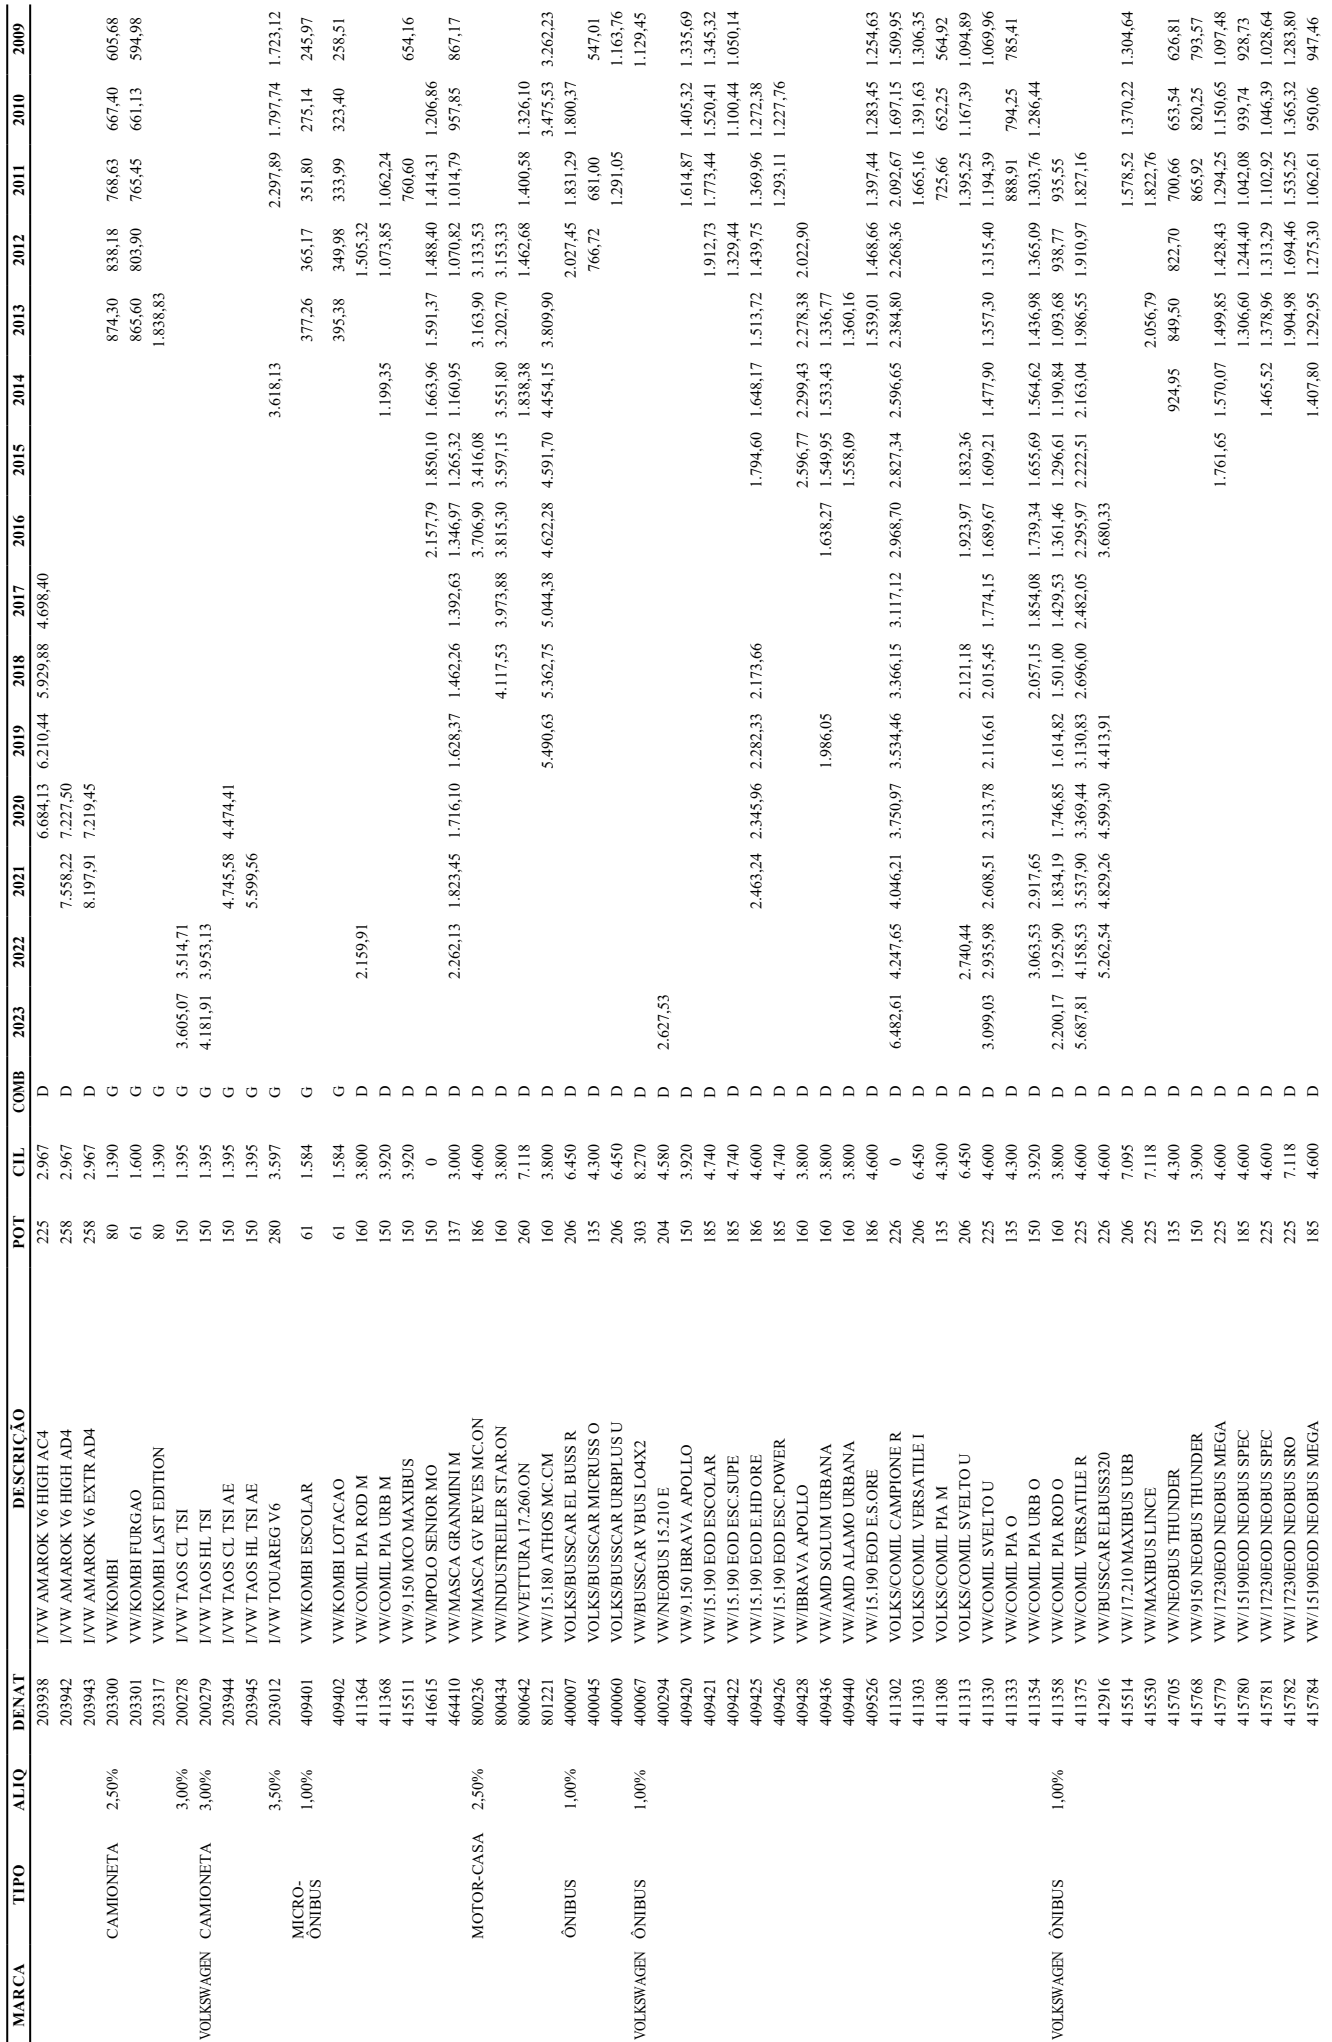 MARCA TIPO ALIQ DENAT DESCRIÇÃO POT CIL COMB 2023 2022 2021 2020 2019 2018 2017 2016 2015 2014 2013 2012 2011 2010 2009
203938 I/VW AMAROK V6 HIGH AC4 225 2.967 D 6.684,13 6.210,44 5.929,88 4.698,40
203942 I/VW AMAROK V6 HIGH AD4 258 2.967 D 7.558,22 7.227,50
203943 I/VW AMAROK V6 EXTR AD4 258 2.967 D 8.197,91 7.219,45
CAMIONETA 2,50% 203300 VW/KOMBI 80 1.390 G 874,30 838,18 768,63 667,40 605,68
203301 VW/KOMBI FURGAO 61 1.600 G 865,60 803,90 765,45 661,13 594,98
203317 VW/KOMBI LAST EDITION 80 1.390 G 1.838,83
3,00% 200278 I/VW TAOS CL TSI 150 1.395 G 3.605,07 3.514,71
VOLKSWAGEN CAMIONETA 3,00% 200279 I/VW TAOS HL TSI 150 1.395 G 4.181,91 3.953,13
203944 I/VW TAOS CL TSI AE 150 1.395 G 4.745,58 4.474,41
203945 I/VW TAOS HL TSI AE 150 1.395 G 5.599,56
3,50% 203012 I/VW TOUAREG V6 280 3.597 G 3.618,13 2.297,89 1.797,74 1.723,12
MICRO-
ÔNIBUS 1,00% 409401 VW/KOMBI ESCOLAR 61 1.584 G 377,26 365,17 351,80 275,14 245,97
409402 VW/KOMBI LOTACAO 61 1.584 G 395,38 349,98 333,99 323,40 258,51
411364 VW/COMIL PIA ROD M 160 3.800 D 2.159,91 1.505,32
411368 VW/COMIL PIA URB M 150 3.920 D 1.199,35 1.073,85 1.062,24
415511 VW/9.150 MCO MAXIBUS 150 3.920 D 760,60 654,16
416615 VW/MPOLO SENIOR MO 150 0 D 2.157,79 1.850,10 1.663,96 1.591,37 1.488,40 1.414,31 1.206,86
464410 VW/MASCA GRANMINI M 137 3.000 D 2.262,13 1.823,45 1.716,10 1.628,37 1.462,26 1.392,63 1.346,97 1.265,32 1.160,95 1.070,82 1.014,79 957,85 867,17
MOTOR-CASA 2,50% 800236 VW/MASCA GV REVES MC.ON 186 4.600 D 3.706,90 3.416,08 3.163,90 3.133,53
800434 VW/INDUSTREILER STAR.ON 160 3.800 D 4.117,53 3.973,88 3.815,30 3.597,15 3.551,80 3.202,70 3.153,33
800642 VW/VETTURA 17.260.ON 260 7.118 D 1.838,38 1.462,68 1.400,58 1.326,10
801221 VW/15.180 ATHOS MC.CM 160 3.800 D 5.490,63 5.362,75 5.044,38 4.622,28 4.591,70 4.454,15 3.809,90 3.475,53 3.262,23
ÔNIBUS 1,00% 400007 VOLKS/BUSSCAR EL BUSS R 206 6.450 D 2.027,45 1.831,29 1.800,37
400045 VOLKS/BUSSCAR MICRUSS O 135 4.300 D 766,72 681,00 547,01
400060 VOLKS/BUSSCAR URBPLUS U 206 6.450 D 1.291,05 1.163,76
VOLKSWAGEN ÔNIBUS 1,00% 400067 VW/BUSSCAR VBUS LO4X2 303 8.270 D 1.129,45
400294 VW/NEOBUS 15.210 E 204 4.580 D 2.627,53
409420 VW/9.150 IBRAVA APOLLO 150 3.920 D 1.614,87 1.405,32 1.335,69
409421 VW/15.190 EOD ESCOLAR 185 4.740 D 1.912,73 1.773,44 1.520,41 1.345,32
409422 VW/15.190 EOD ESC.SUPE 185 4.740 D 1.329,44 1.100,44 1.050,14
409425 VW/15.190 EOD E.HD ORE 186 4.600 D 2.463,24 2.345,96 2.282,33 2.173,66 1.794,60 1.648,17 1.513,72 1.439,75 1.369,96 1.272,38
409426 VW/15.190 EOD ESC.POWER 185 4.740 D 1.293,11 1.227,76
409428 VW/IBRAVA APOLLO 160 3.800 D 2.596,77 2.299,43 2.278,38 2.022,90
409436 VW/AMD SOLUM URBANA 160 3.800 D 1.986,05 1.638,27 1.549,95 1.533,43 1.336,77
409440 VW/AMD ALAMO URBANA 160 3.800 D 1.558,09 1.360,16
409526 VW/15.190 EOD E.S.ORE 186 4.600 D 1.539,01 1.468,66 1.397,44 1.283,45 1.254,63
411302 VOLKS/COMIL CAMPIONE R 226 0 D 6.482,61 4.247,65 4.046,21 3.750,97 3.534,46 3.366,15 3.117,12 2.968,70 2.827,34 2.596,65 2.384,80 2.268,36 2.092,67 1.697,15 1.509,95
411303 VOLKS/COMIL VERSATILE I 206 6.450 D 1.665,16 1.391,63 1.306,35
411308 VOLKS/COMIL PIA M 135 4.300 D 725,66 652,25 564,92
411313 VOLKS/COMIL SVELTO U 206 6.450 D 2.740,44 2.121,18 1.923,97 1.832,36 1.395,25 1.167,39 1.094,89
411330 VW/COMIL SVELTO U 225 4.600 D 3.099,03 2.935,98 2.608,51 2.313,78 2.116,61 2.015,45 1.774,15 1.689,67 1.609,21 1.477,90 1.357,30 1.315,40 1.194,39 1.069,96
411333 VW/COMIL PIA O 135 4.300 D 888,91 794,25 785,41
411354 VW/COMIL PIA URB O 150 3.920 D 3.063,53 2.917,65 2.057,15 1.854,08 1.739,34 1.655,69 1.564,62 1.436,98 1.365,09 1.303,76 1.286,44
VOLKSWAGEN ÔNIBUS 1,00% 411358 VW/COMIL PIA ROD O 160 3.800 D 2.200,17 1.925,90 1.834,19 1.746,85 1.614,82 1.501,00 1.429,53 1.361,46 1.296,61 1.190,84 1.093,68 938,77 935,55
411375 VW/COMIL VERSATILE R 225 4.600 D 5.687,81 4.158,53 3.537,90 3.369,44 3.130,83 2.696,00 2.482,05 2.295,97 2.222,51 2.163,04 1.986,55 1.910,97 1.827,16
412916 VW/BUSSCAR ELBUSS320 226 4.600 D 5.262,54 4.829,26 4.599,30 4.413,91 3.680,33
415514 VW/17.210 MAXIBUS URB 206 7.095 D 1.578,52 1.370,22 1.304,64
415530 VW/MAXIBUS LINCE 225 7.118 D 2.056,79 1.822,76
415705 VW/NEOBUS THUNDER 135 4.300 D 924,95 849,50 822,70 700,66 653,54 626,81
415768 VW/9150 NEOBUS THUNDER 150 3.900 D 865,92 820,25 793,57
415779 VW/17230EOD NEOBUS MEGA 225 4.600 D 1.761,65 1.570,07 1.499,85 1.428,43 1.294,25 1.150,65 1.097,48
415780 VW/15190EOD NEOBUS SPEC 185 4.600 D 1.306,60 1.244,40 1.042,08 939,74 928,73
415781 VW/17230EOD NEOBUS SPEC 225 4.600 D 1.465,52 1.378,96 1.313,29 1.102,92 1.046,39 1.028,64
415782 VW/17230EOD NEOBUS SRO 225 7.118 D 1.904,98 1.694,46 1.535,25 1.365,32 1.283,80
415784 VW/15190EOD NEOBUS MEGA 185 4.600 D 1.407,80 1.292,95 1.275,30 1.062,61 950,06 947,46